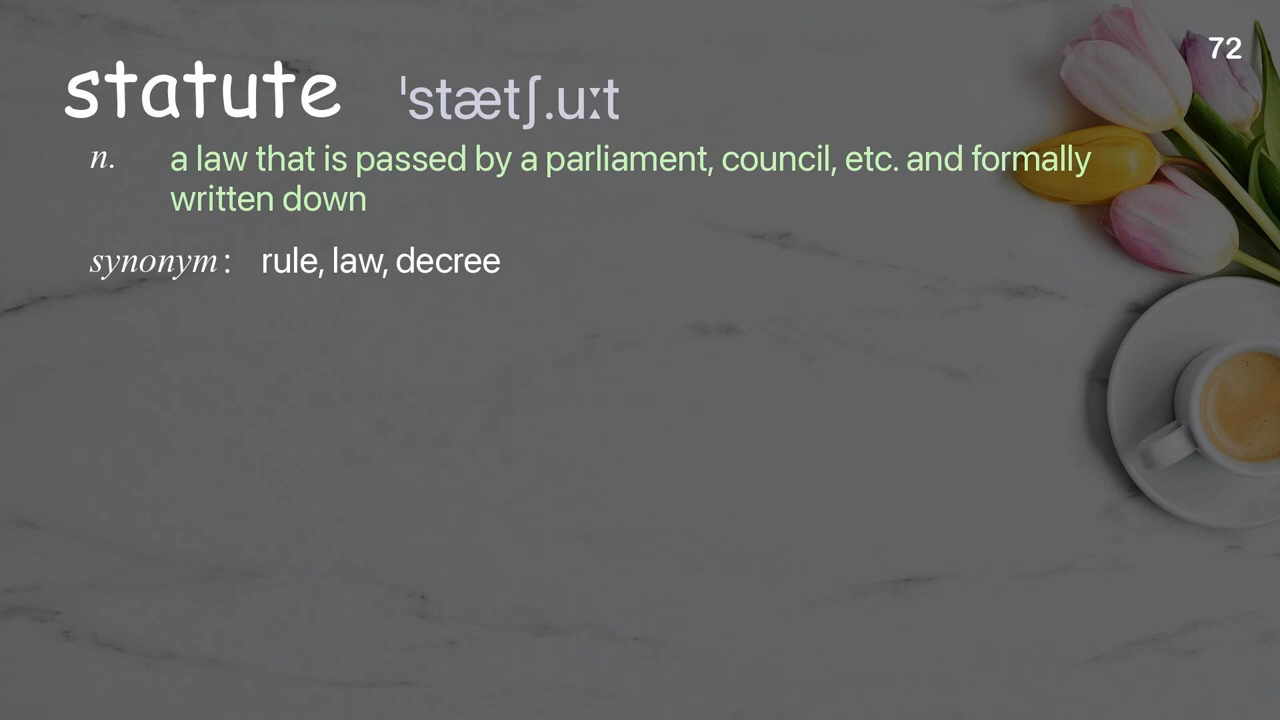 72
statute ˈstætʃ.uːt
n. a law that is passed by a parliament, council, etc. and formally
written down
synonym: rule, law, decree